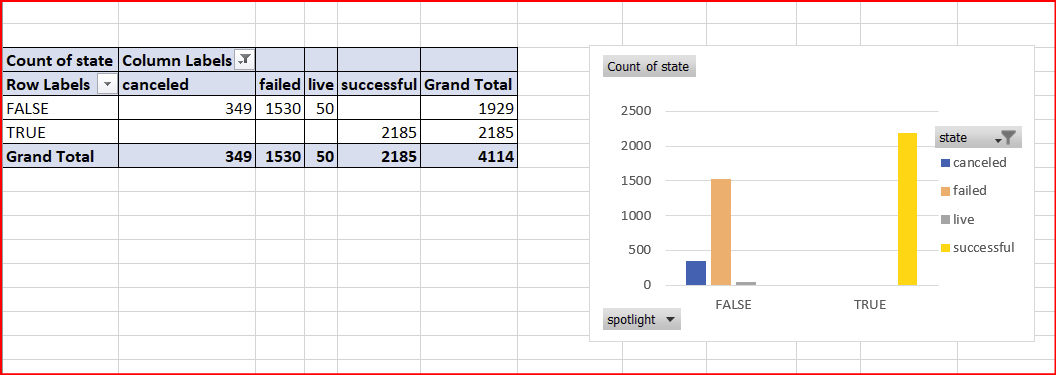 Count of state Column Labels
Row Labels canceled failed live successful Grand Total
FALSE 349 1530 50 1929
TRUE 2185 2185
Grand Total 349 1530 50 2185 4114
Count of state
2500
2000
1500
1000
500
0
FALSE TRUE
state
canceled
failed
live
successful
spotlight